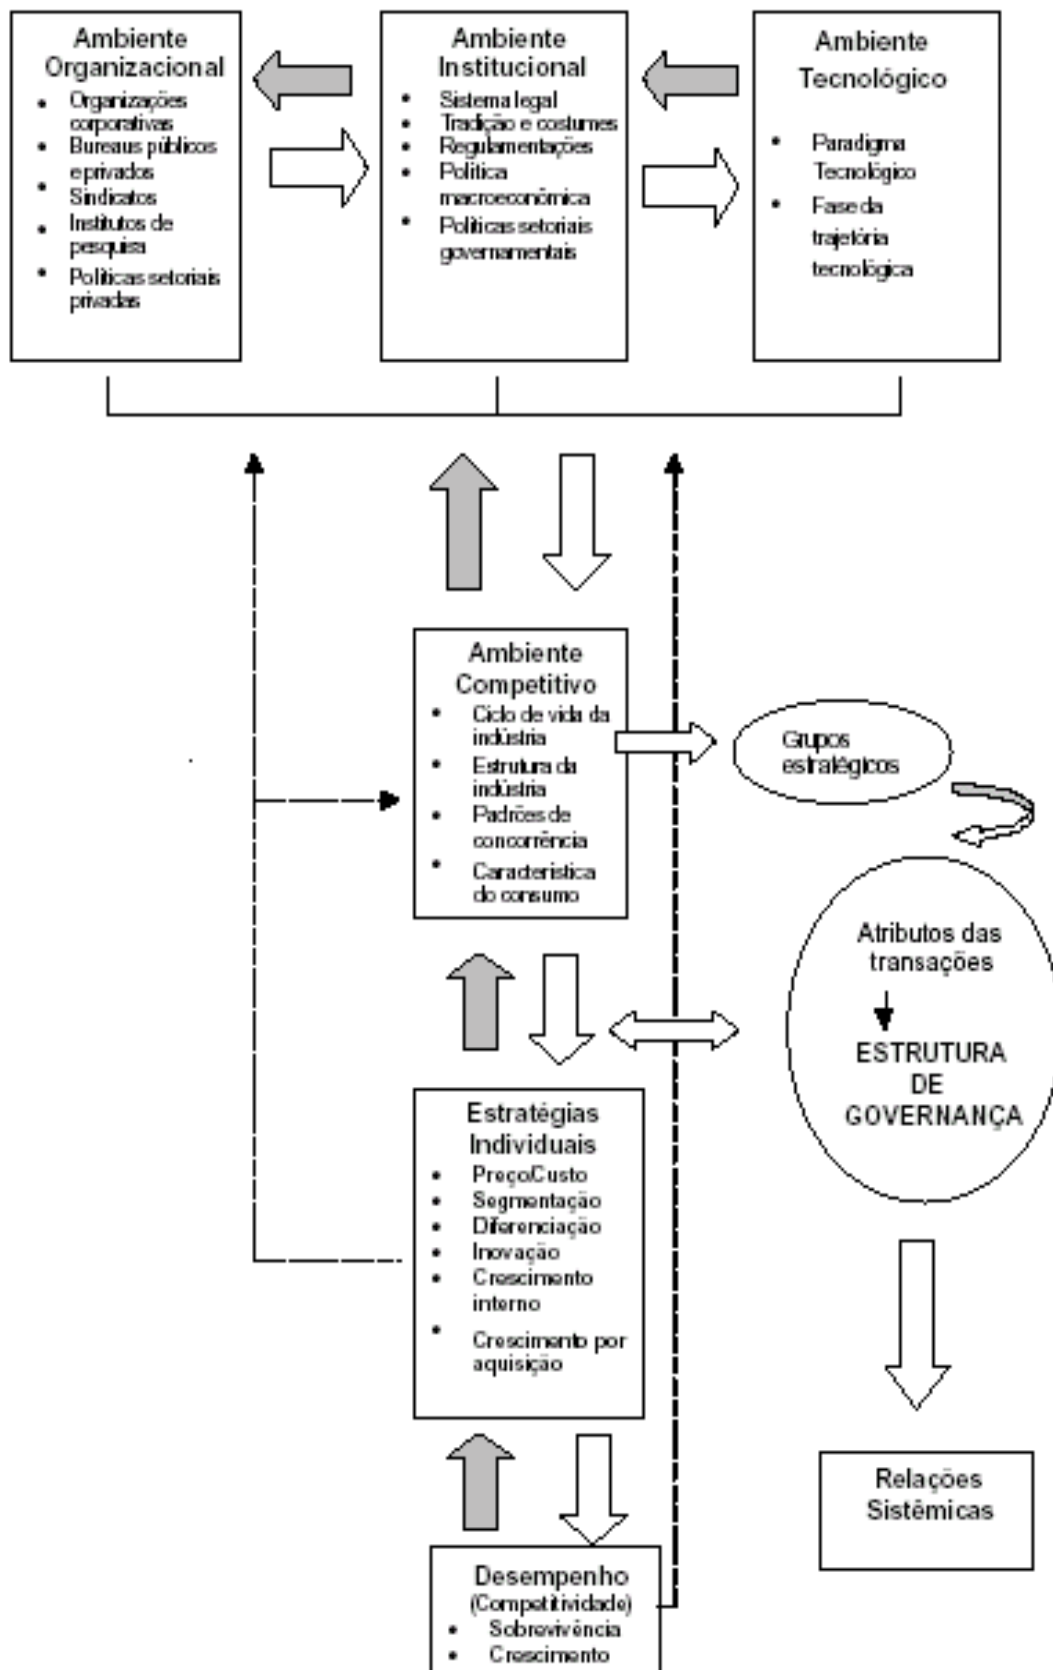 Ambiente
Organizacional
• Organizações
corporativas
• Bureaus públicos
e privados
• Sindicatos
• Institutos de
pesquisa
• Políticas setoriais
privadas
Ambiente
Institucional
• Sistema legal
• Tradição e costumes
• Regulamentações
• Política
macroeconômica
• Políticas setoriais
governamentais
Ambiente
Tecnológico
• Paradigma
Tecnológico
• Fase da
trajetória
tecnológica
Ambiente
Competitivo
• Ciclo de vida da
indústria
• Estrutura da
indústria
• Padrões de
concorrência
• Característica
do consumo
Grupos
estratégicos
Atributos das
transações
ESTRUTURA
DE
GOVERNANÇA
Estratégias
Individuais
• Preço/Custo
• Segmentação
• Diferenciação
• Inovação
• Crescimento
interno
• Crescimento por
aquisição
Relações
Sistêmicas
Desempenho
(Competitividade)
• Sobrevivência
• Crescimento